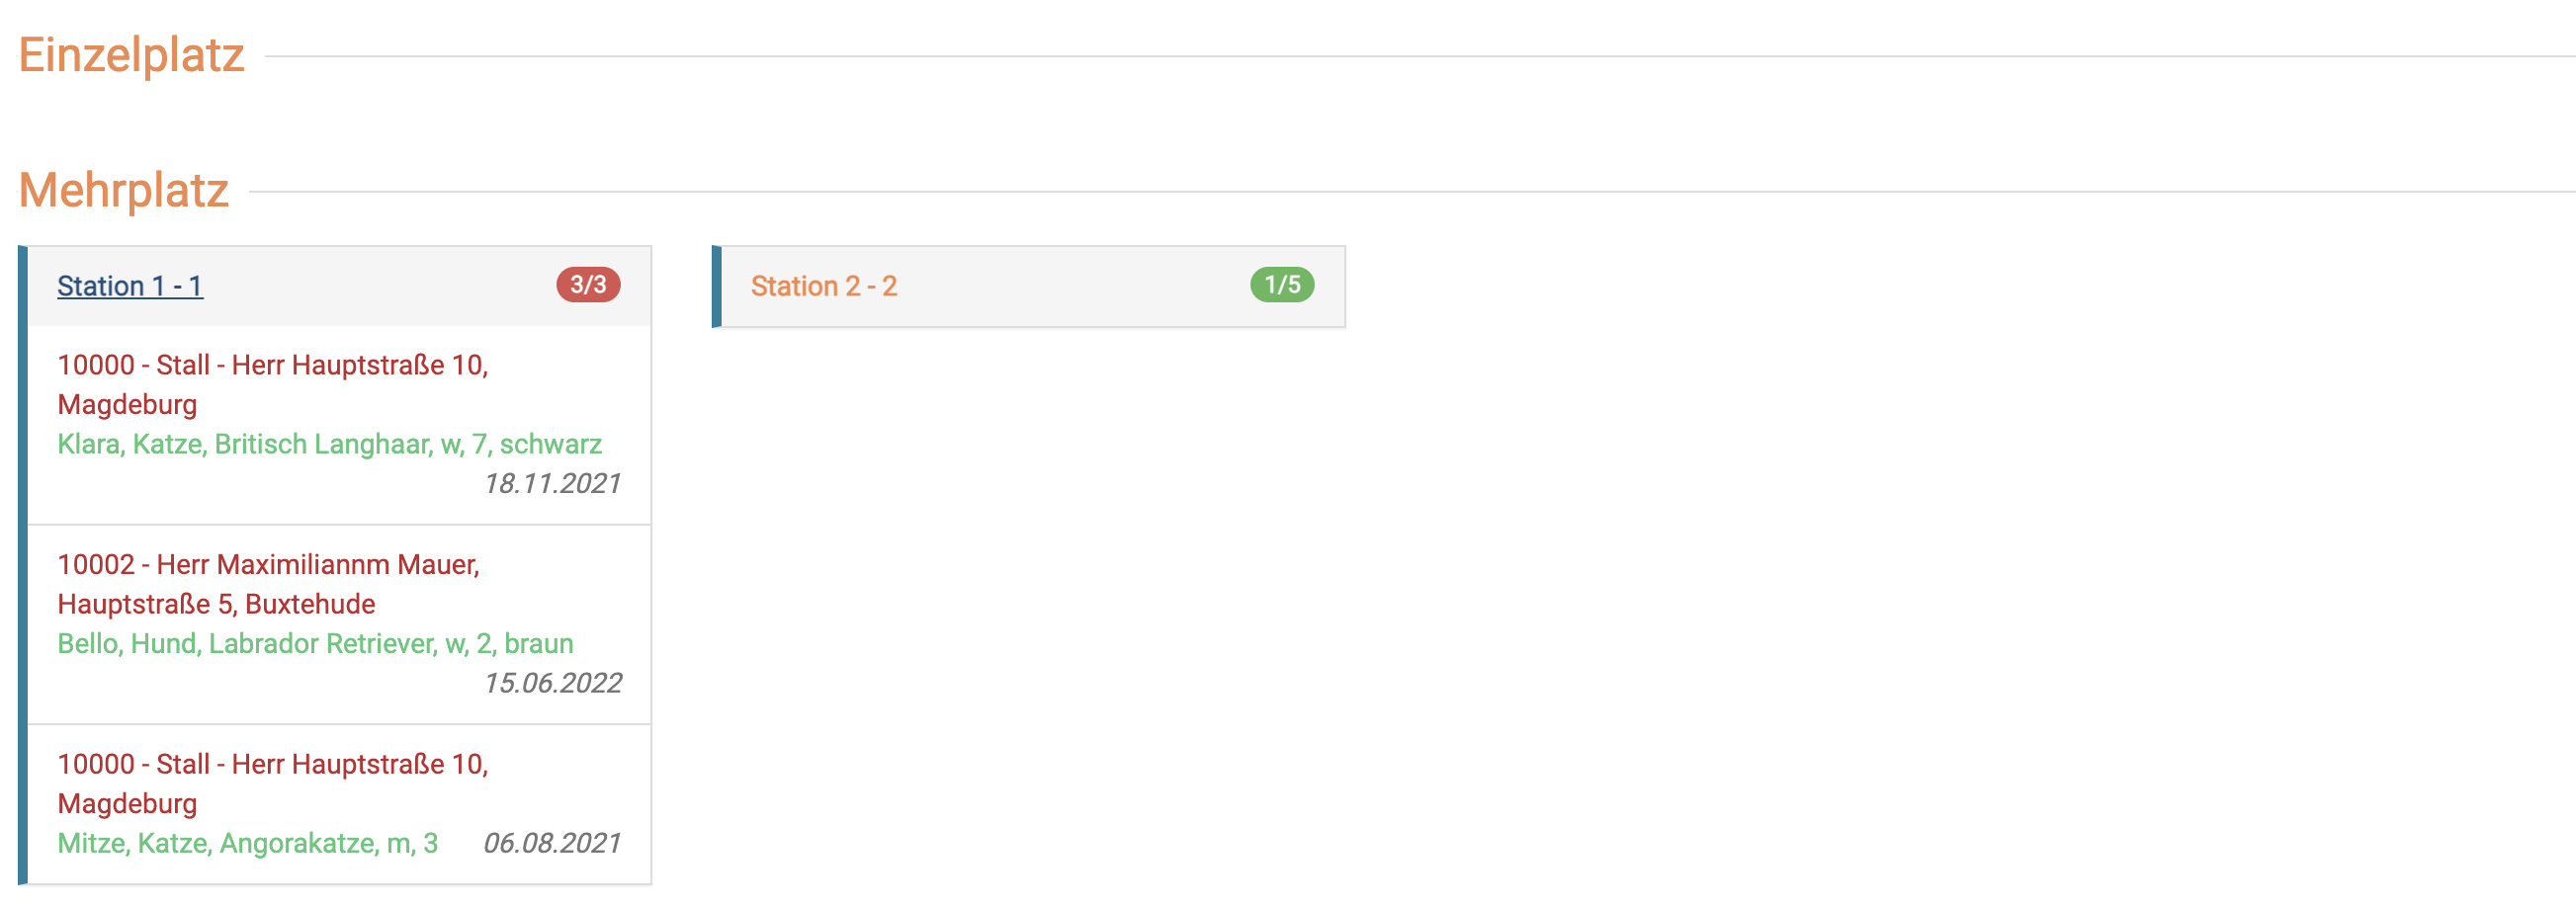 Einzelplatz
Mehrplatz
Station 1 - 1 3/3
10000 - Stall - Herr Hauptstraße 10,
Magdeburg
Klara, Katze, Britisch Langhaar, w, 7, schwarz
18.11.2021
10002 - Herr Maximiliannm Mauer,
Hauptstraße 5, Buxtehude
Bello, Hund, Labrador Retriever, w, 2, braun
15.06.2022
10000 - Stall - Herr Hauptstraße 10,
Magdeburg
Mitze, Katze, Angorakatze, m, 3 06.08.2021
Station 2 - 2 1/5